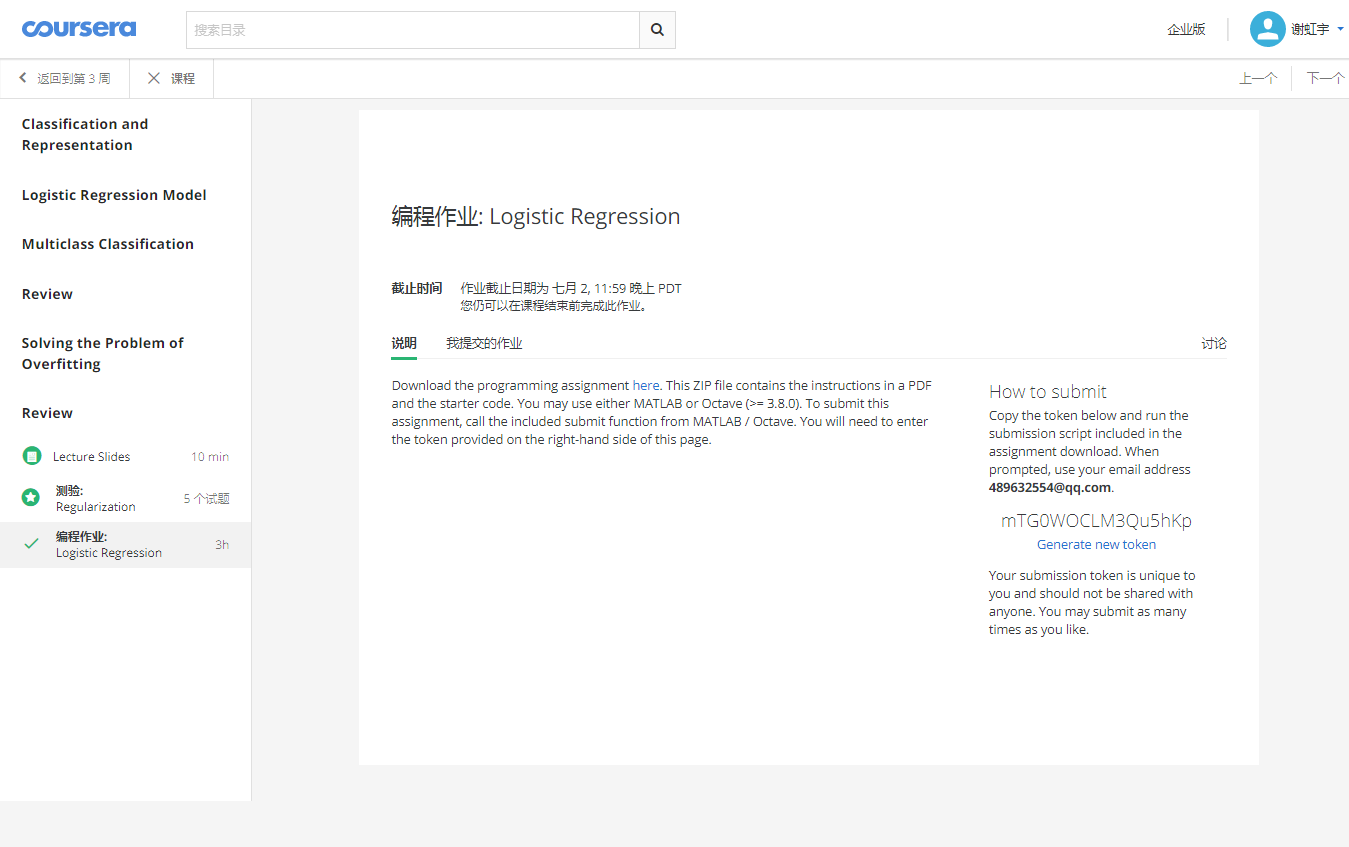 coursera
搜索目录
企业版
谢虹宇
返回到第 3 周
课程
上一个
下一个
Classification and
Representation
Logistic Regression Model
Multiclass Classification
Review
Solving the Problem of
Overfitting
Review
Lecture Slides 10 min
测验:
Regularization
5 个试题
编程作业:
Logistic Regression
3h
编程作业: Logistic Regression
截止时间 作业截止日期为 七月 2, 11:59 晚上 PDT
您仍可以在课程结束前完成此作业。
说明 我提交的作业 讨论
Download the programming assignment here. This ZIP file contains the instructions in a PDF
and the starter code. You may use either MATLAB or Octave (>= 3.8.0). To submit this
assignment, call the included submit function from MATLAB / Octave. You will need to enter
the token provided on the right-hand side of this page.
How to submit
Copy the token below and run the
submission script included in the
assignment download. When
prompted, use your email address
489632554@qq.com.
mTG0WOCLM3Qu5hKp
Generate new token
Your submission token is unique to
you and should not be shared with
anyone. You may submit as many
times as you like.